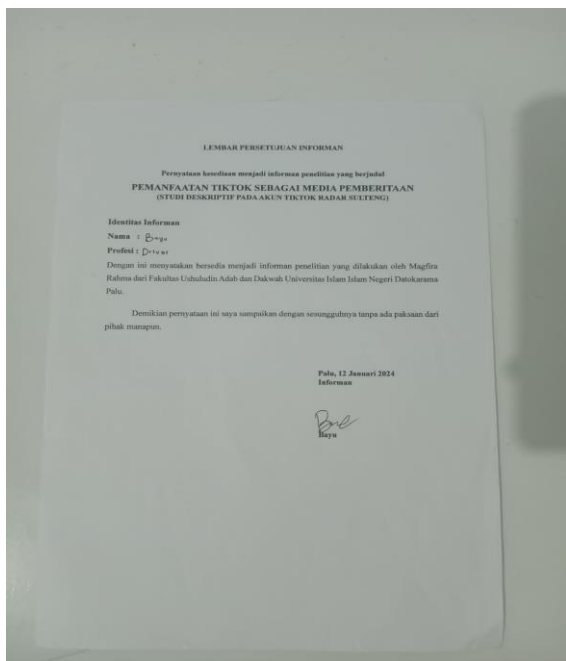 LEMBAR PERSETUJUAN INFORMAN
Pernyataan kesediaan menjadi informan penelitian yang berjudul
PEMANFAATAN TIKTOK SEBAGAI MEDIA PEMBERITAAN
(STUDI DESKRIPTIF PADA AKUN TIKTOK RADAR SULTENG)
Identitas Informan
Nama : Bayu
Profesi : Driver
Dengan ini menyatakan bersedia menjadi informan penelitian yang dilakukan oleh Magfira
Rahma dari Fakultas Ushuludin Adab dan Dakwah Universitas Islam Islam Negeri Datokarama
Palu.
Demikian pernyataan ini saya sampaikan dengan sesungguhnya tanpa ada paksaan dari
pihak manapun.
Palu, 12 Januari 2024
Informan
Bayu